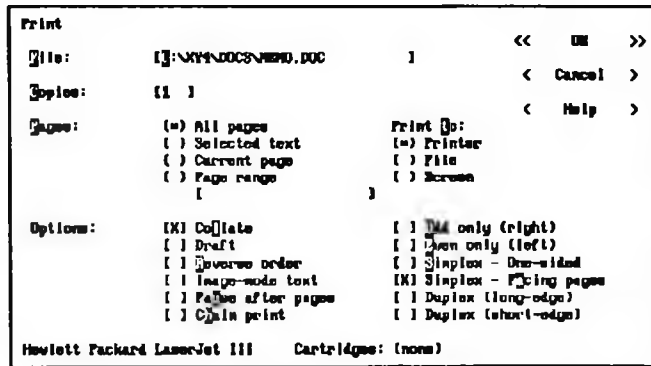 Print
<< OK >>
File: [ :\XY4\DOCS\MEMO.DOC ]
< Cancel >
Copies: [1 ]
< Help >
Pages: (•) All pages Print To:
( ) Selected text (•) Printer
( ) Current page ( ) File
( ) Page range ( ) Screen
[ ]
Options: [X] Collate [ ] Odd only (right)
[ ] Draft [ ] Even only (left)
[ ] Reverse order [ ] Simplex - One-sided
[ ] Image-mode text [X] Simplex - Facing pages
[ ] Pause after pages [ ] Duplex (long-edge)
[ ] Chain print [ ] Duplex (short-edge)
Hewlett Packard LaserJet III Cartridges: (none)